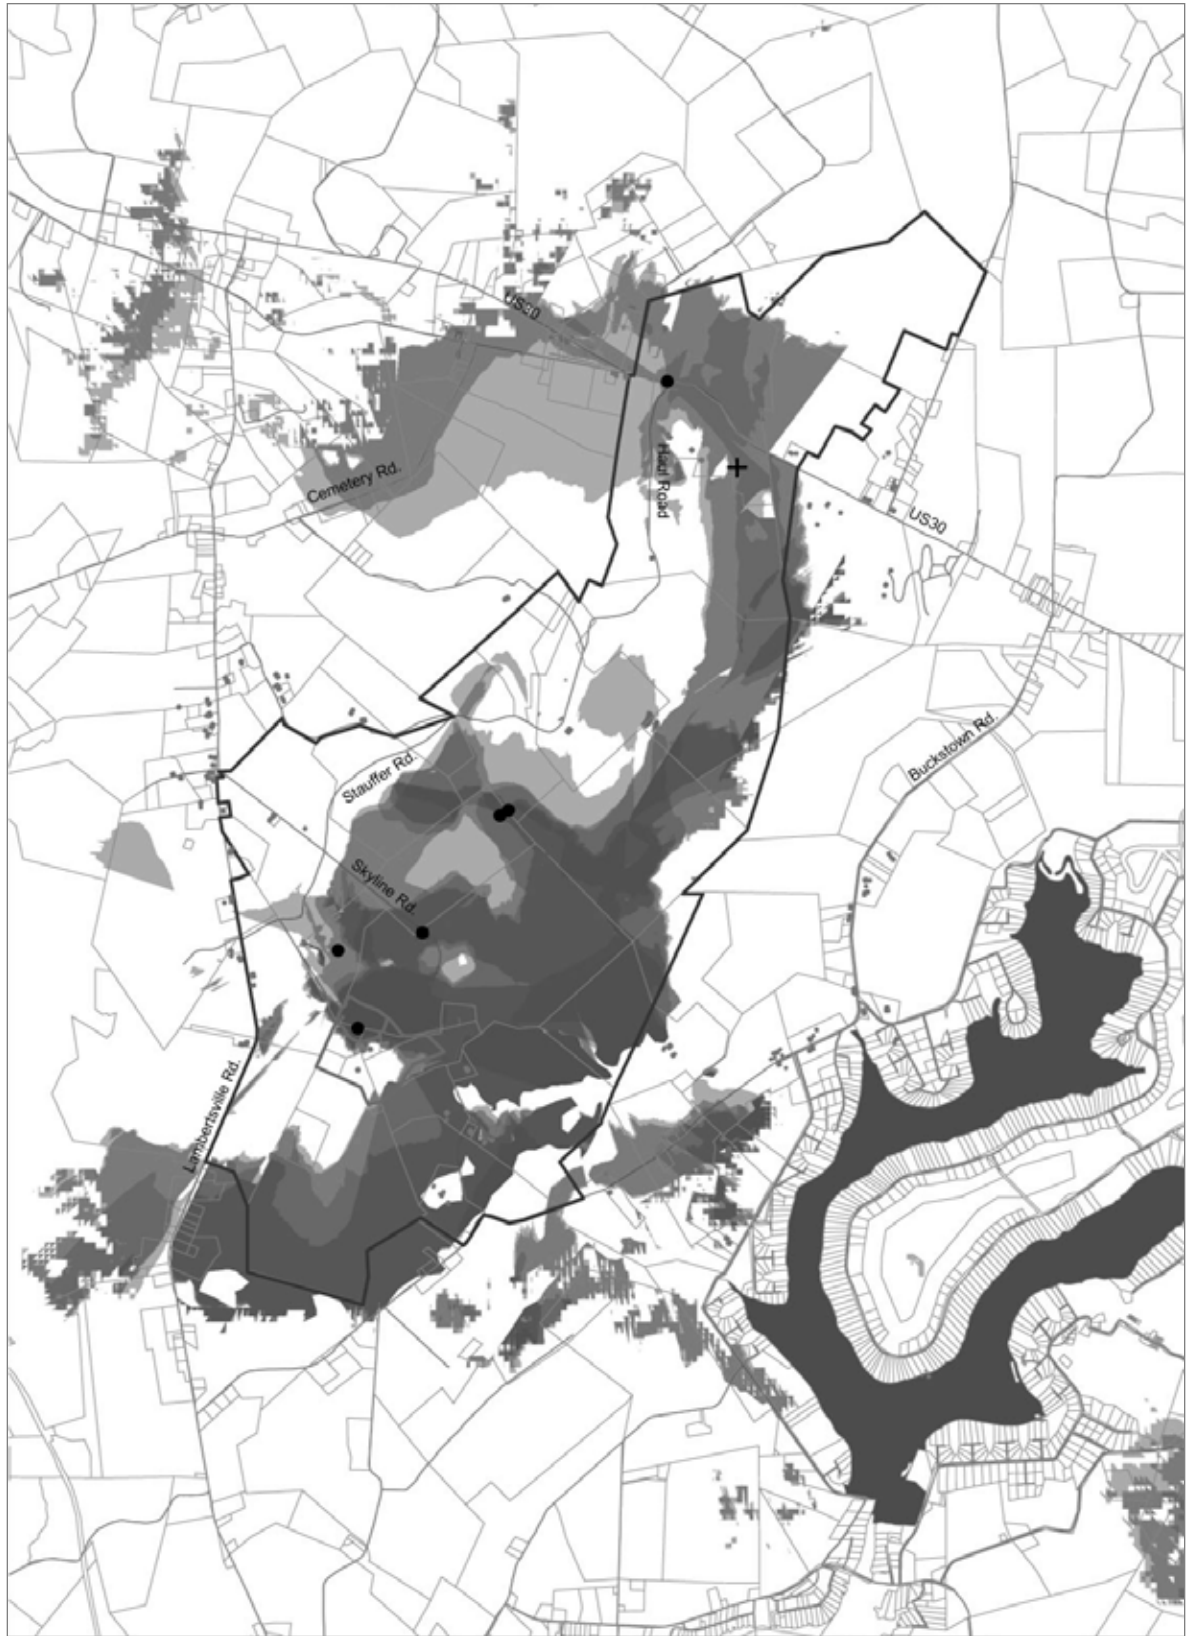 US30
Cemetery Rd.
Haul Road
US30
Buckstown Rd.
Stauffer Rd.
Skyline Rd.
Lambertsville Rd.